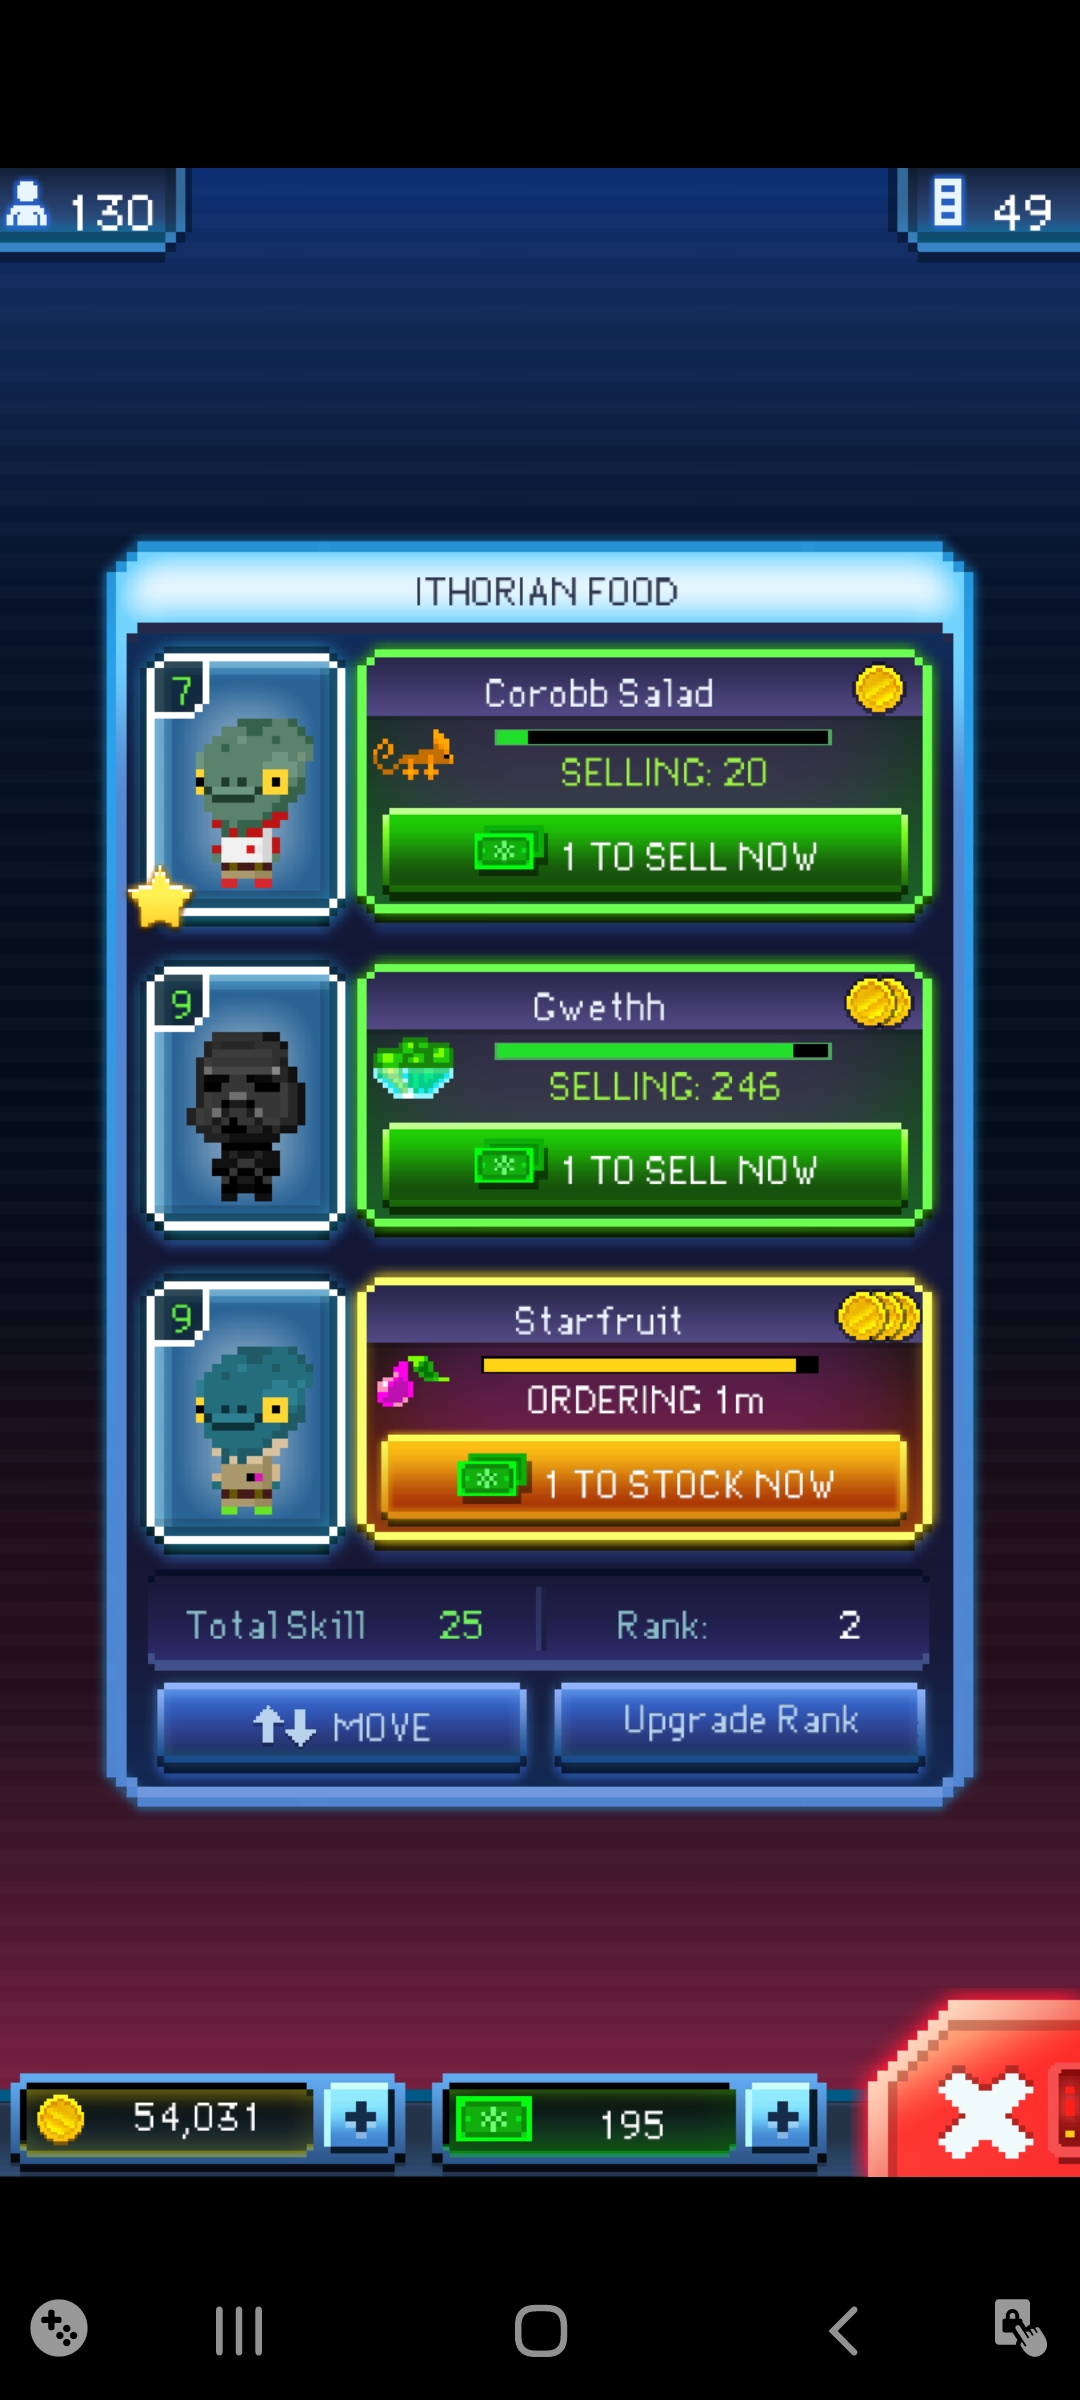 130
49
ITHORIAN FOOD
7
Corobb Salad
SELLING: 20
1 TO SELL NOW
9
Gwethh
SELLING: 246
1 TO SELL NOW
9
Starfruit
ORDERING 1m
1 TO STOCK NOW
Total Skill 25
Rank: 2
MOVE
Upgrade Rank
54,031
195